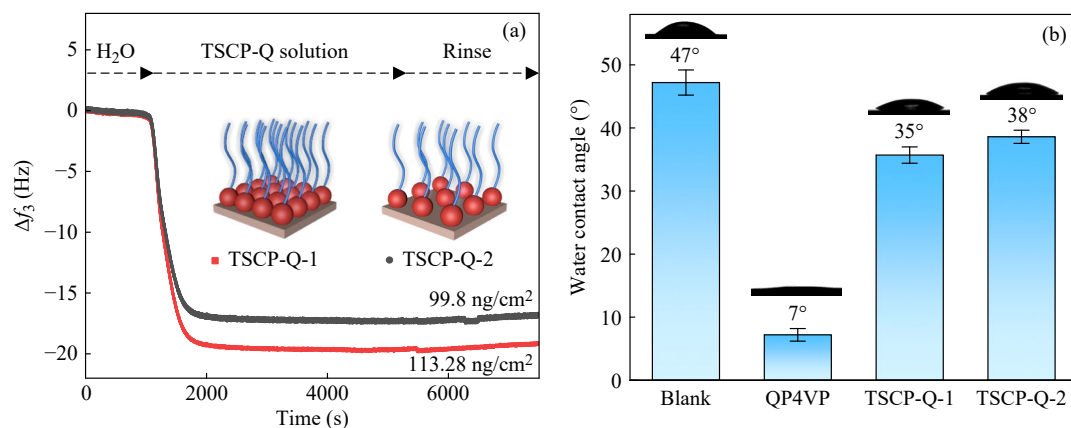 (a)
H₂O TSCP-Q solution Rinse
5
0
−5
−10
−15
−20
Δf₃ (Hz)
TSCP-Q-1 TSCP-Q-2
99.8 ng/cm²
113.28 ng/cm²
0 2000 4000 6000
Time (s)
(b)
47°
7°
35°
38°
50
40
30
20
10
0
Water contact angle (°)
Blank QP4VP TSCP-Q-1 TSCP-Q-2